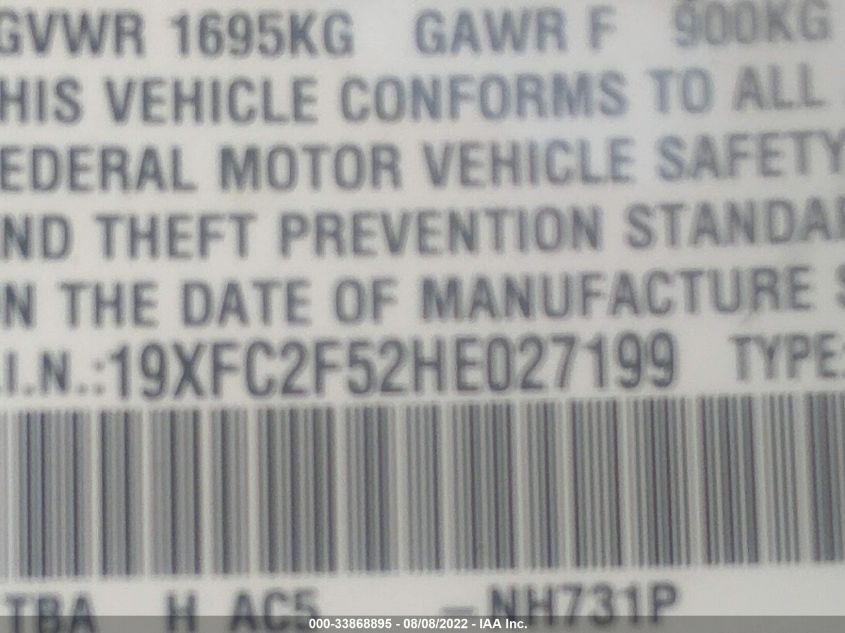 GVWR 1695KG GAWR F 900KG
HIS VEHICLE CONFORMS TO ALL
EDERAL MOTOR VEHICLE SAFETY
ND THEFT PREVENTION STANDAR
N THE DATE OF MANUFACTURE S
.I.N.:19XFC2F52HE027199 TYPE:
TBA H AC5 – NH731P
000-33868895 - 08/08/2022 - IAA Inc.